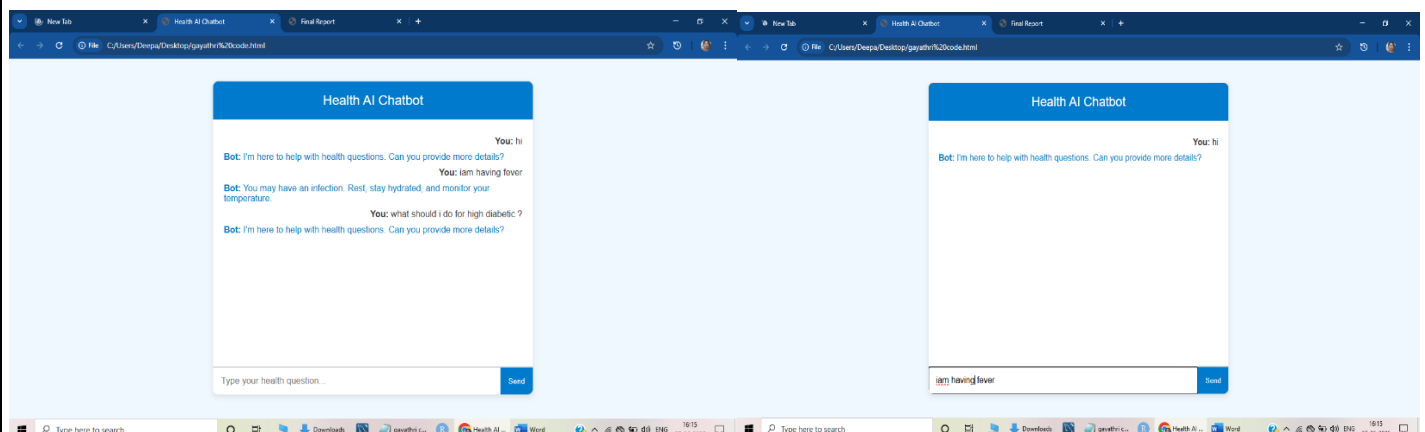 New Tab
Health AI Chatbot
Final Report
File
C:/Users/Deepa/Desktop/gayathri%20code.html
Health AI Chatbot
You: hi
Bot: I'm here to help with health questions. Can you provide more details?
You: iam having fever
Bot: You may have an infection. Rest, stay hydrated, and monitor your
temperature.
You: what should i do for high diabetic ?
Bot: I'm here to help with health questions. Can you provide more details?
Type your health question...
Send
Type here to search
Downloads
gayathri c...
Health AI ...
Word
ENG
16:15
New Tab
Health AI Chatbot
Final Report
File
C:/Users/Deepa/Desktop/gayathri%20code.html
Health AI Chatbot
You: hi
Bot: I'm here to help with health questions. Can you provide more details?
iam having fever
Send
Type here to search
Downloads
gayathri c...
Health AI ...
Word
ENG
16:15